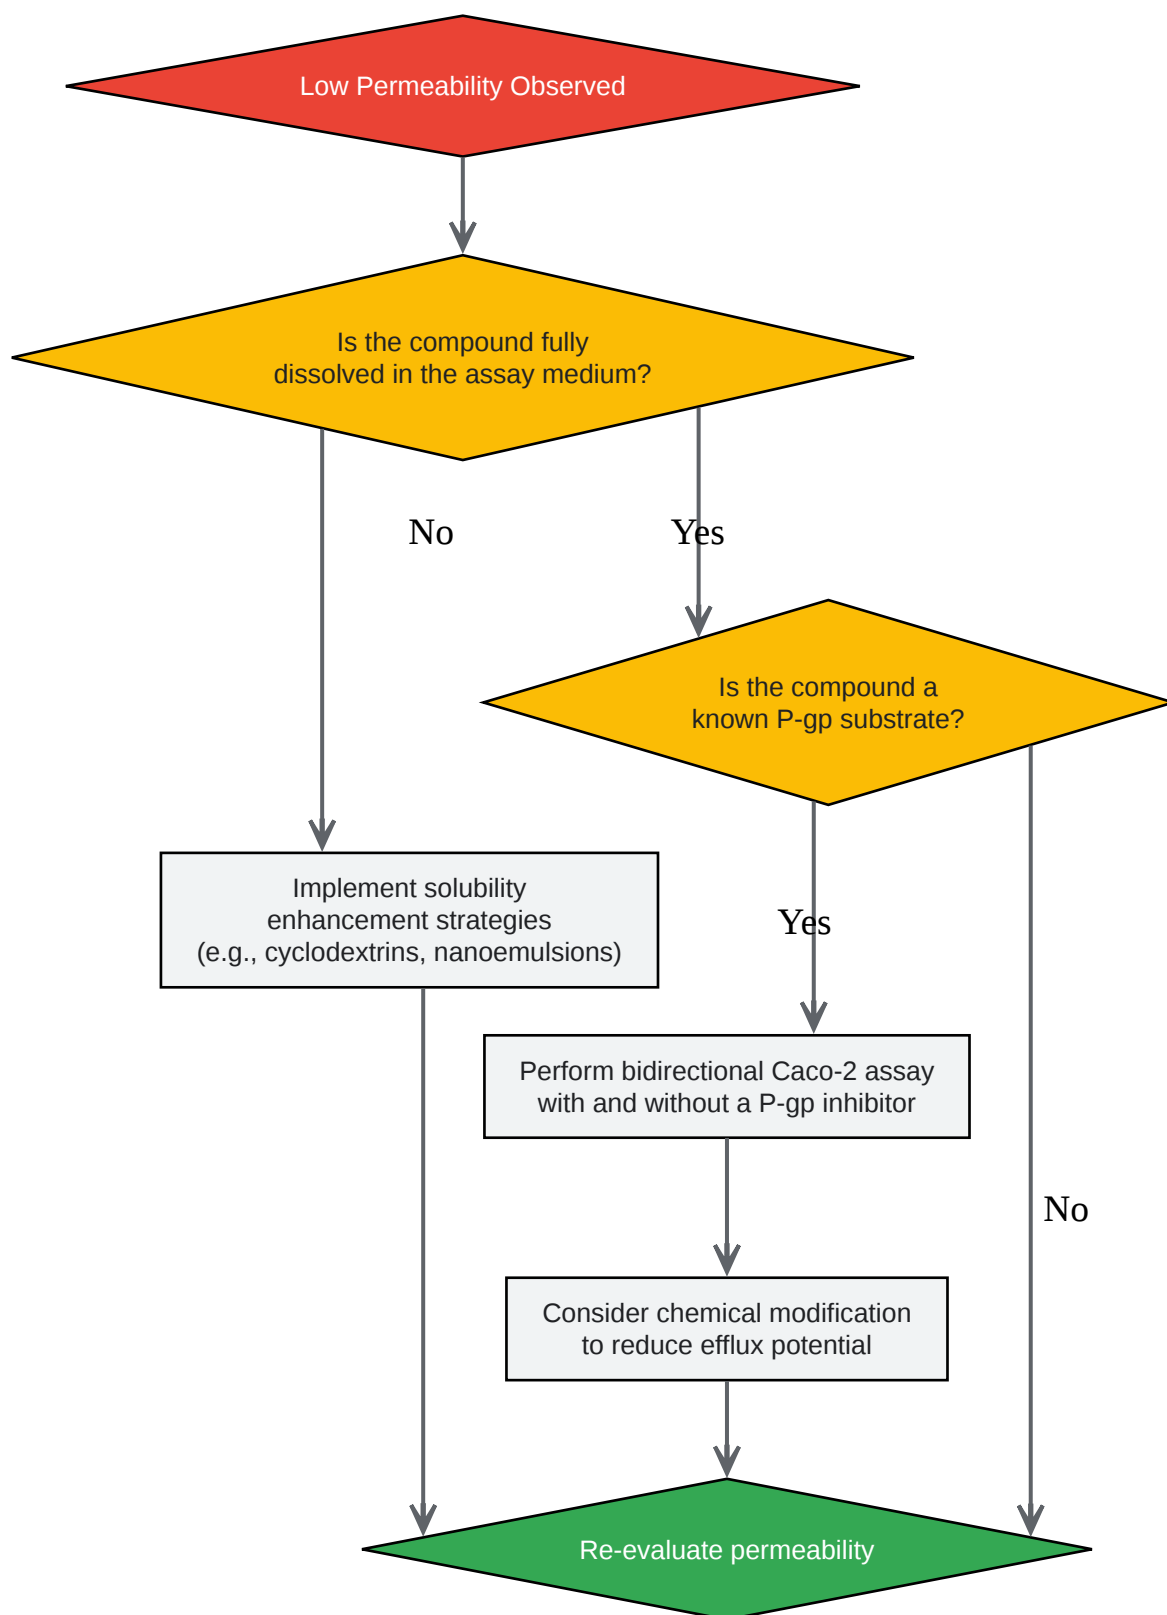 Low Permeability Observed
Is the compound fully
dissolved in the assay medium?
No
Yes
Is the compound a
known P-gp substrate?
Implement solubility
enhancement strategies
(e.g., cyclodextrins, nanoemulsions)
Yes
Perform bidirectional Caco-2 assay
with and without a P-gp inhibitor
No
Consider chemical modification
to reduce efflux potential
Re-evaluate permeability